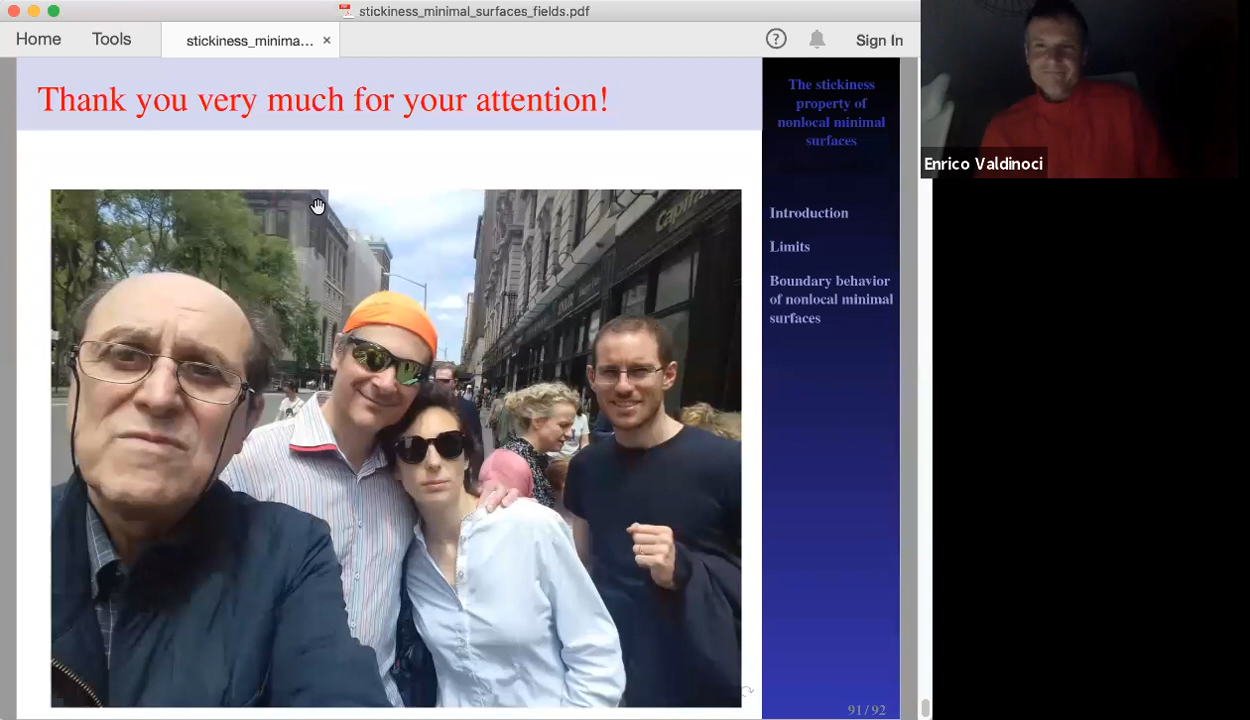 stickiness_minimal_surfaces_fields.pdf
Home
Tools
stickiness_minima... ×
?
Sign In
Thank you very much for your attention!
The stickiness
property of
nonlocal minimal
surfaces
Introduction
Limits
Boundary behavior
of nonlocal minimal
surfaces
91 / 92
Enrico Valdinoci